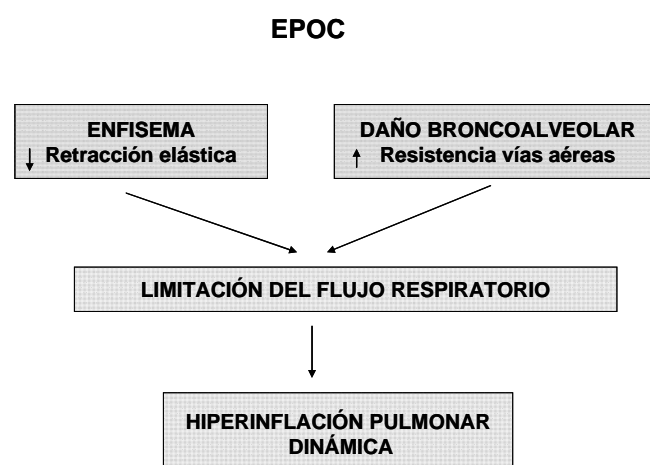 EPOC
ENFISEMA
↓ Retracción elástica
DAÑO BRONCOALVEOLAR
↑ Resistencia vías aéreas
LIMITACIÓN DEL FLUJO RESPIRATORIO
HIPERINFLACIÓN PULMONAR
DINÁMICA